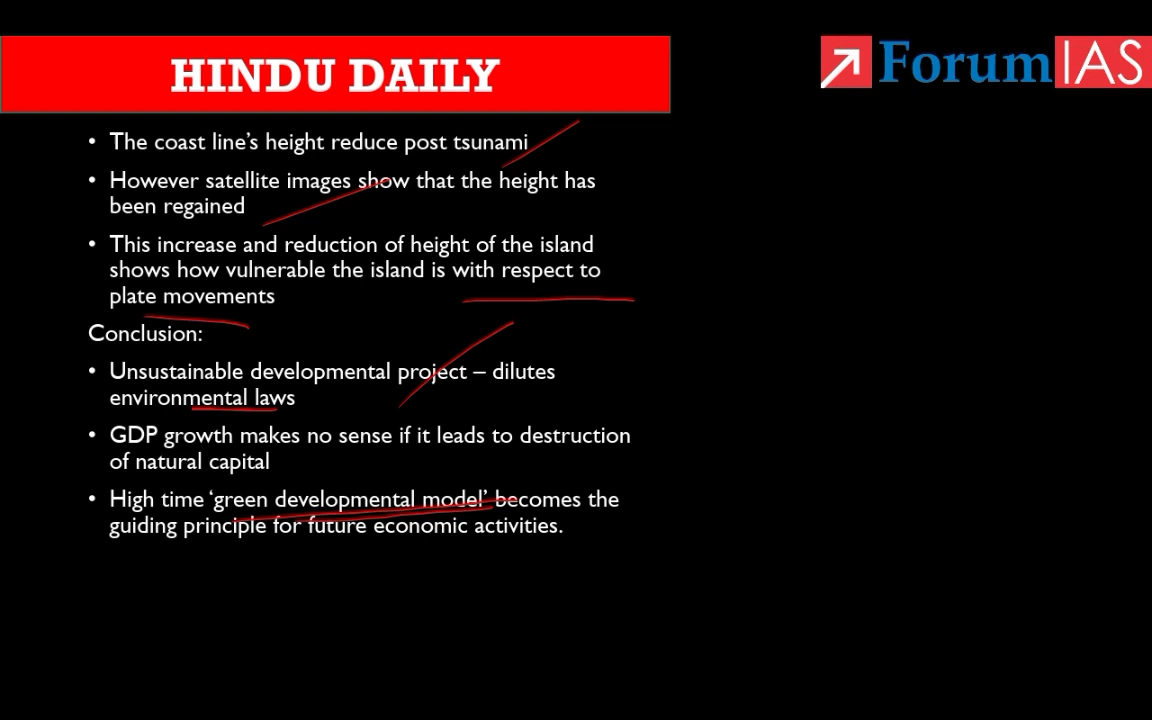 HINDU DAILY
ForumIAS
• The coast line's height reduce post tsunami
• However satellite images show that the height has
been regained
• This increase and reduction of height of the island
shows how vulnerable the island is with respect to
plate movements
Conclusion:
• Unsustainable developmental project – dilutes
environmental laws
• GDP growth makes no sense if it leads to destruction
of natural capital
• High time 'green developmental model' becomes the
guiding principle for future economic activities.